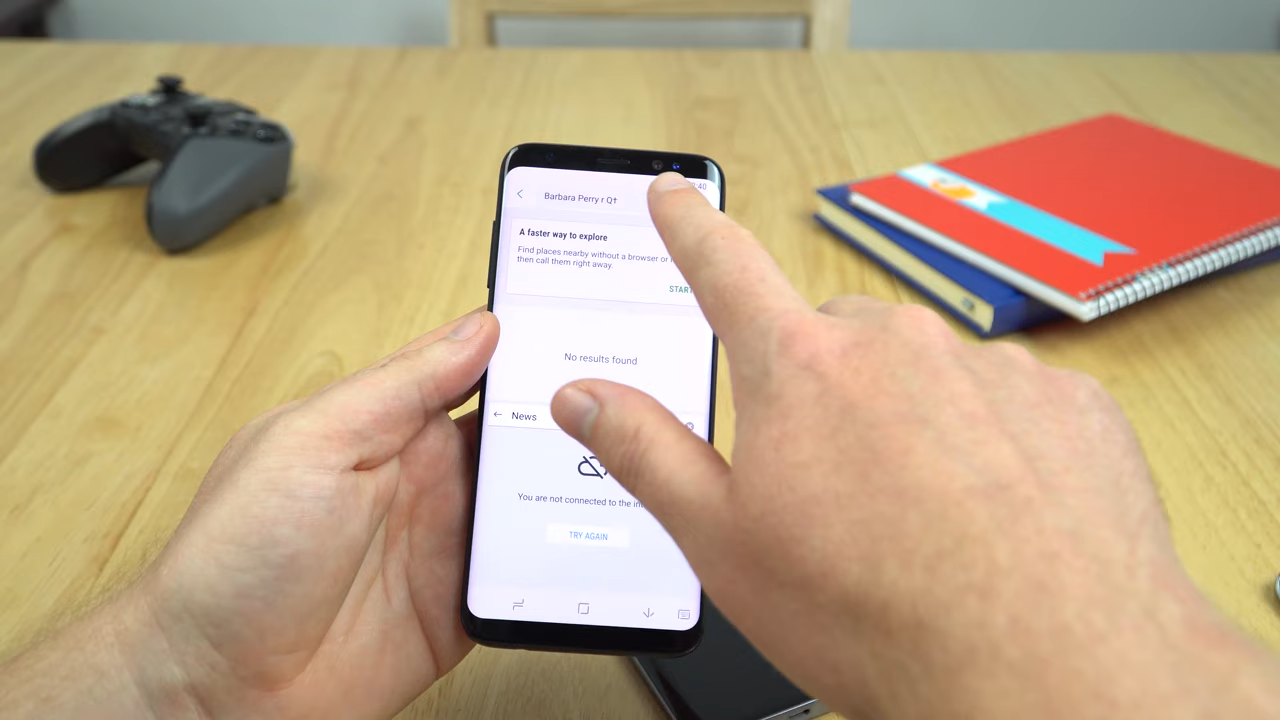 :40
Barbara Perry r Q†
A faster way to explore
Find places nearby without a browser or
then call them right away.
START
No results found
News
You are not connected to the in
TRY AGAIN